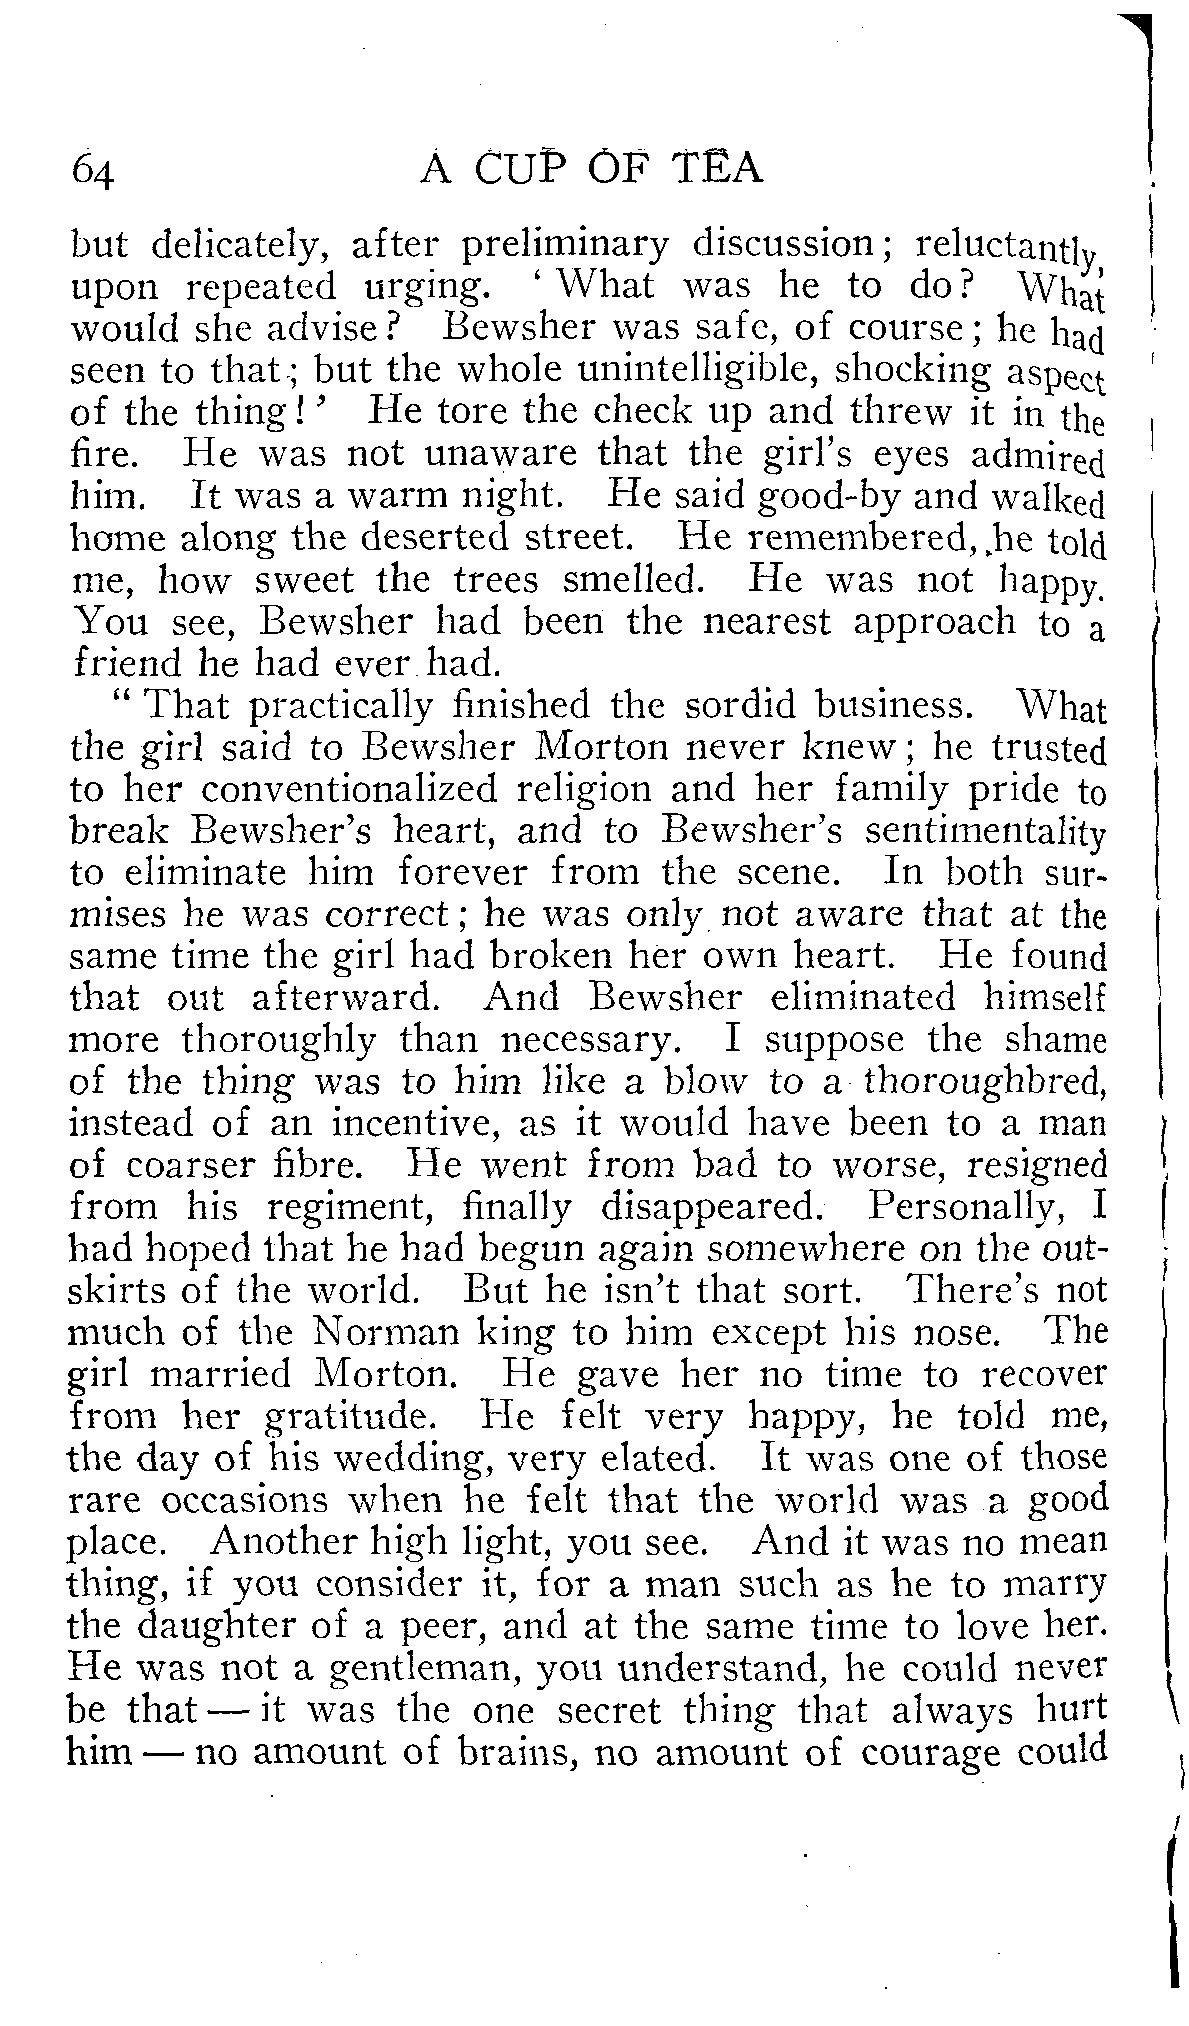 64 A CUP OF TEA
but delicately, after preliminary discussion; reluctantly,
upon repeated urging. ‘What was he to do? What
would she advise? Bewsher was safe, of course; he had
seen to that; but the whole unintelligible, shocking aspect
of the thing!’ He tore the check up and threw it in the
fire. He was not unaware that the girl's eyes admired
him. It was a warm night. He said good-by and walked
home along the deserted street. He remembered, he told
me, how sweet the trees smelled. He was not happy.
You see, Bewsher had been the nearest approach to a
friend he had ever had.
“That practically finished the sordid business. What
the girl said to Bewsher Morton never knew; he trusted
to her conventionalized religion and her family pride to
break Bewsher's heart, and to Bewsher's sentimentality
to eliminate him forever from the scene. In both sur-
mises he was correct; he was only not aware that at the
same time the girl had broken her own heart. He found
that out afterward. And Bewsher eliminated himself
more thoroughly than necessary. I suppose the shame
of the thing was to him like a blow to a thoroughbred,
instead of an incentive, as it would have been to a man
of coarser fibre. He went from bad to worse, resigned
from his regiment, finally disappeared. Personally, I
had hoped that he had begun again somewhere on the out-
skirts of the world. But he isn't that sort. There's not
much of the Norman king to him except his nose. The
girl married Morton. He gave her no time to recover
from her gratitude. He felt very happy, he told me,
the day of his wedding, very elated. It was one of those
rare occasions when he felt that the world was a good
place. Another high light, you see. And it was no mean
thing, if you consider it, for a man such as he to marry
the daughter of a peer, and at the same time to love her.
He was not a gentleman, you understand, he could never
be that — it was the one secret thing that always hurt
him — no amount of brains, no amount of courage could